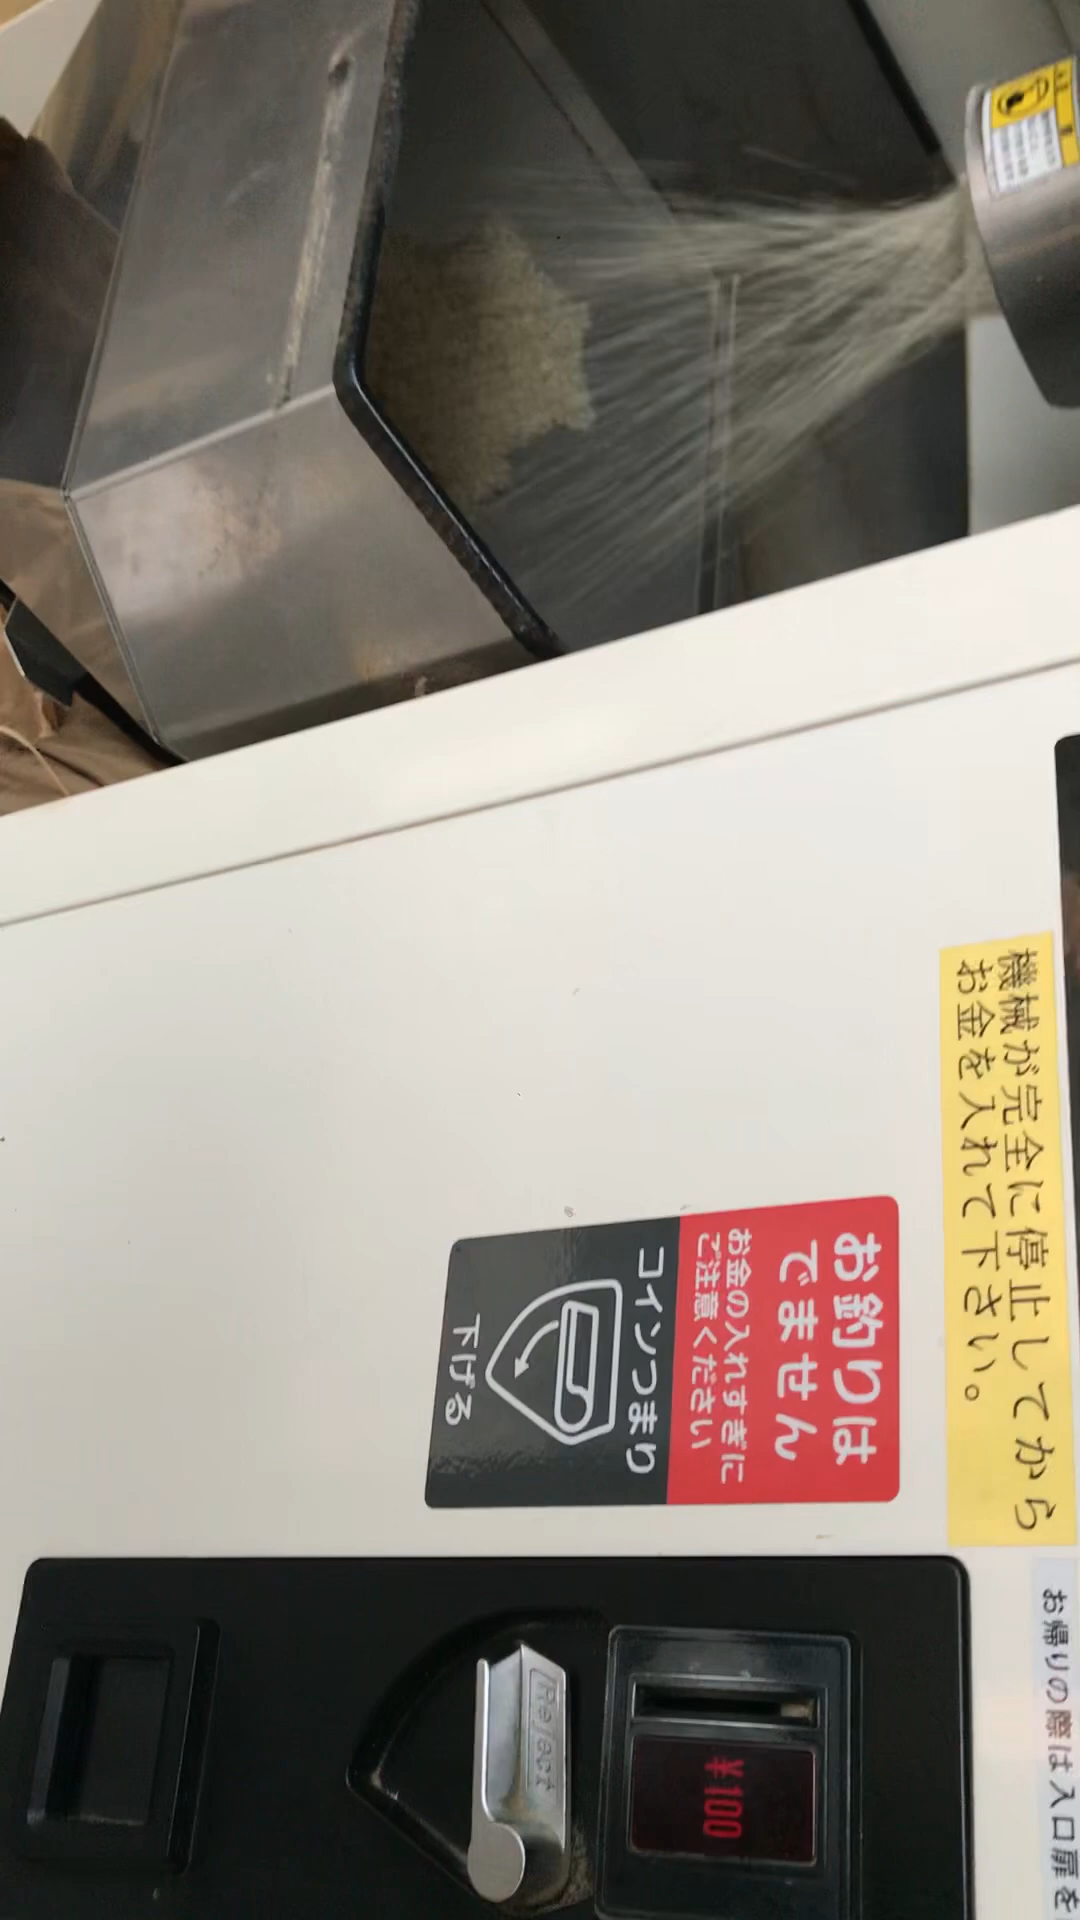 機械が完全に停止してから
お金を入れて下さい。
お釣りは
でません
お金の入れすぎに
ご注意ください
コインつまり
下げる
お帰りの際は入口扉を
Reject
¥100